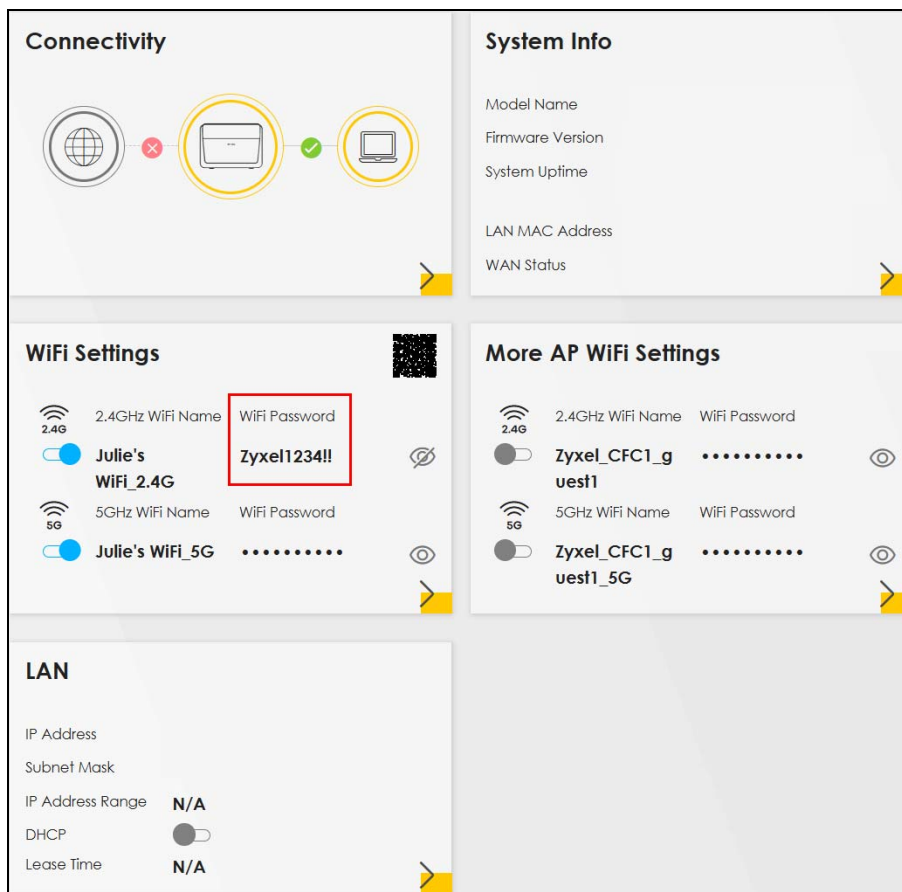 Connectivity
System Info
Model Name
Firmware Version
System Uptime
LAN MAC Address
WAN Status
WiFi Settings
2.4G
2.4GHz WiFi Name
WiFi Password
Julie's
WiFi_2.4G
Zyxel1234!!
5G
5GHz WiFi Name
WiFi Password
Julie's WiFi_5G
••••••••••
More AP WiFi Settings
2.4G
2.4GHz WiFi Name
WiFi Password
Zyxel_CFC1_g
uest1
••••••••••
5G
5GHz WiFi Name
WiFi Password
Zyxel_CFC1_g
uest1_5G
••••••••••
LAN
IP Address
Subnet Mask
IP Address Range N/A
DHCP
Lease Time N/A